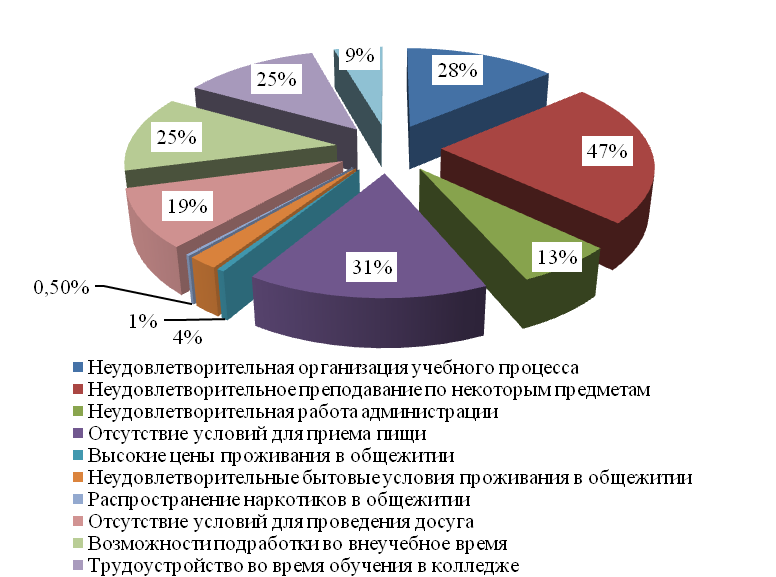 9%
28%
25%
47%
25%
19%
13%
31%
0,50%
1%
4%
Неудовлетворительная организация учебного процесса
Неудовлетворительное преподавание по некоторым предметам
Неудовлетворительная работа администрации
Отсутствие условий для приема пищи
Высокие цены проживания в общежитии
Неудовлетворительные бытовые условия проживания в общежитии
Распространение наркотиков в общежитии
Отсутствие условий для проведения досуга
Возможности подработки во внеучебное время
Трудоустройство во время обучения в колледже